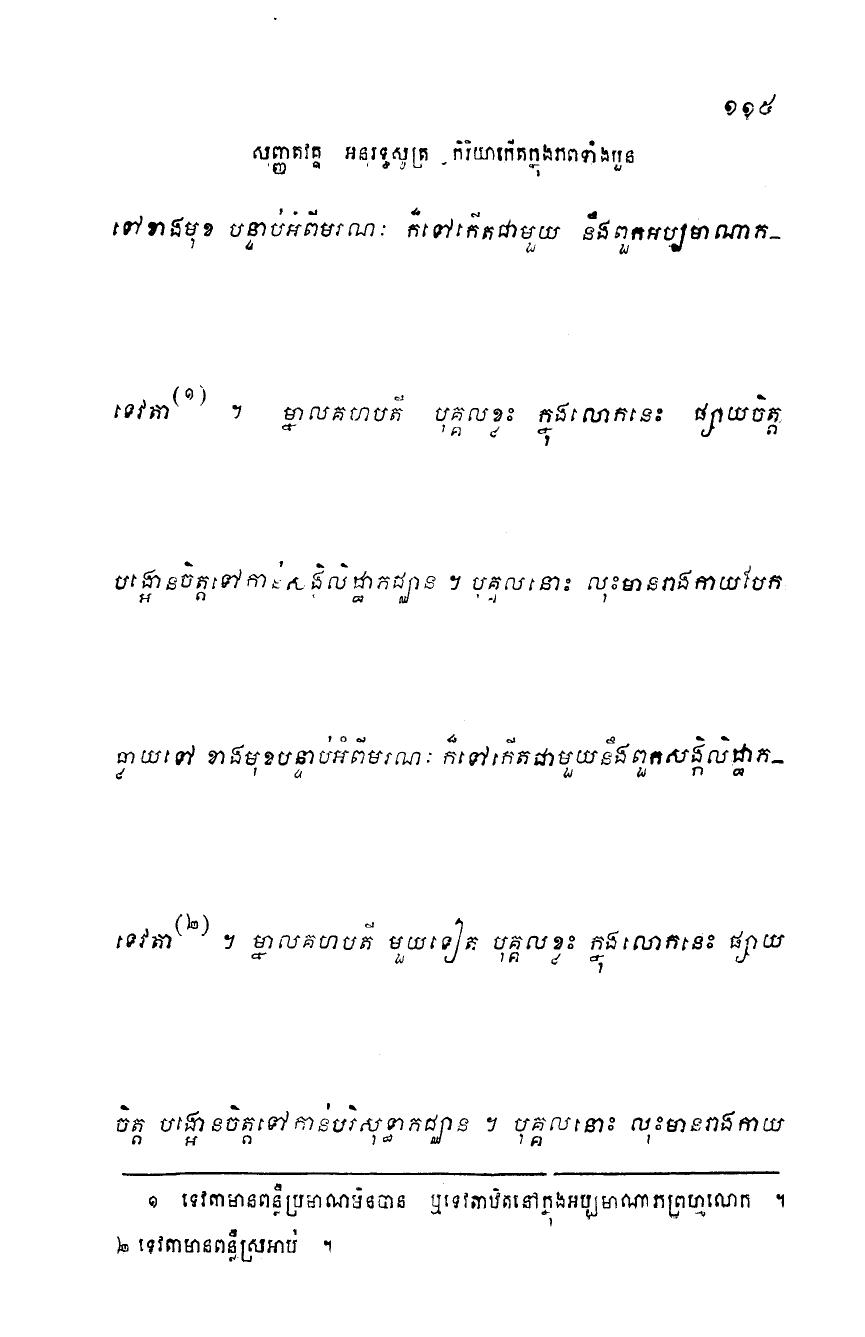 ១១៥
សុញ្ញតវគ្គ អនុរុទ្ធសូត្រ កិរិយាកើតក្នុងភពទាំងបួន
ទៅខាងមុខ បន្ទាប់អំពីមរណៈ ក៏ទៅកើតជាមួយ នឹងពួកអប្បមាណាភ–
ទេវតា(១) ។ ម្នាលគហបតី បុគ្គលខ្លះ ក្នុងលោកនេះ ផ្សាយចិត្ត
បង្អោនចិត្តទៅកាន់សង្កិលិដ្ឋាភជ្ឈាន ។ បុគ្គលនោះ លុះមានរាងកាយបែក
ធ្លាយទៅ ខាងមុខបន្ទាប់អំពីមរណៈ ក៏ទៅកើតជាមួយនឹងពួកសង្កិលិដ្ឋាភ–
ទេវតា(២) ។ ម្នាលគហបតី មួយទៀត បុគ្គលខ្លះ ក្នុងលោកនេះ ផ្សាយ
ចិត្ត បង្អោនចិត្តទៅកាន់បរិសុទ្ធាភជ្ឈាន ។ បុគ្គលនោះ លុះមានរាងកាយ
១ ទេវតាមានពន្លឺប្រមាណមិនបាន ឬទេវតាឋិតនៅក្នុងអប្បមាណាភព្រហ្មលោក ។
២ ទេវតាមានពន្លឺស្រអាប់ ។